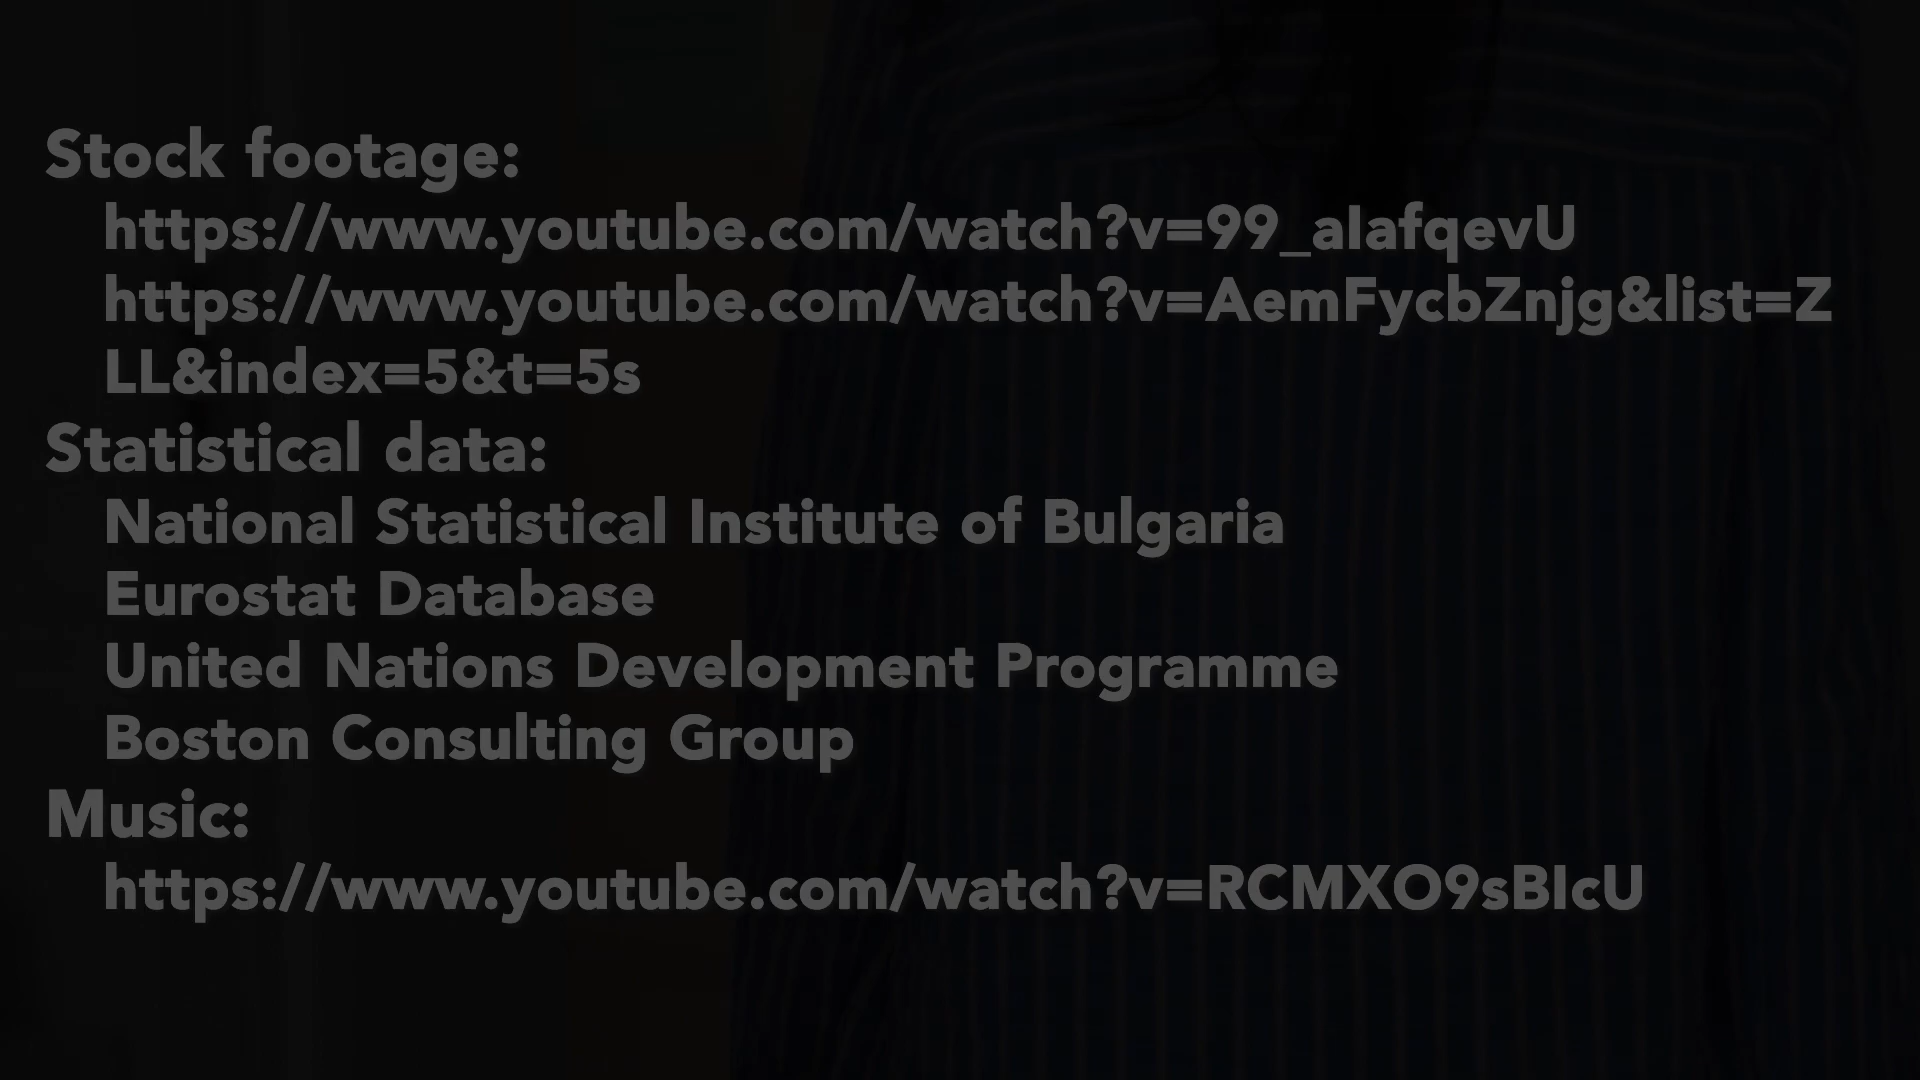 Stock footage:
https://www.youtube.com/watch?v=99_aIafqevU
https://www.youtube.com/watch?v=AemFycbZnjg&list=Z
LL&index=5&t=5s
Statistical data:
National Statistical Institute of Bulgaria
Eurostat Database
United Nations Development Programme
Boston Consulting Group
Music:
https://www.youtube.com/watch?v=RCMXO9sBIcU